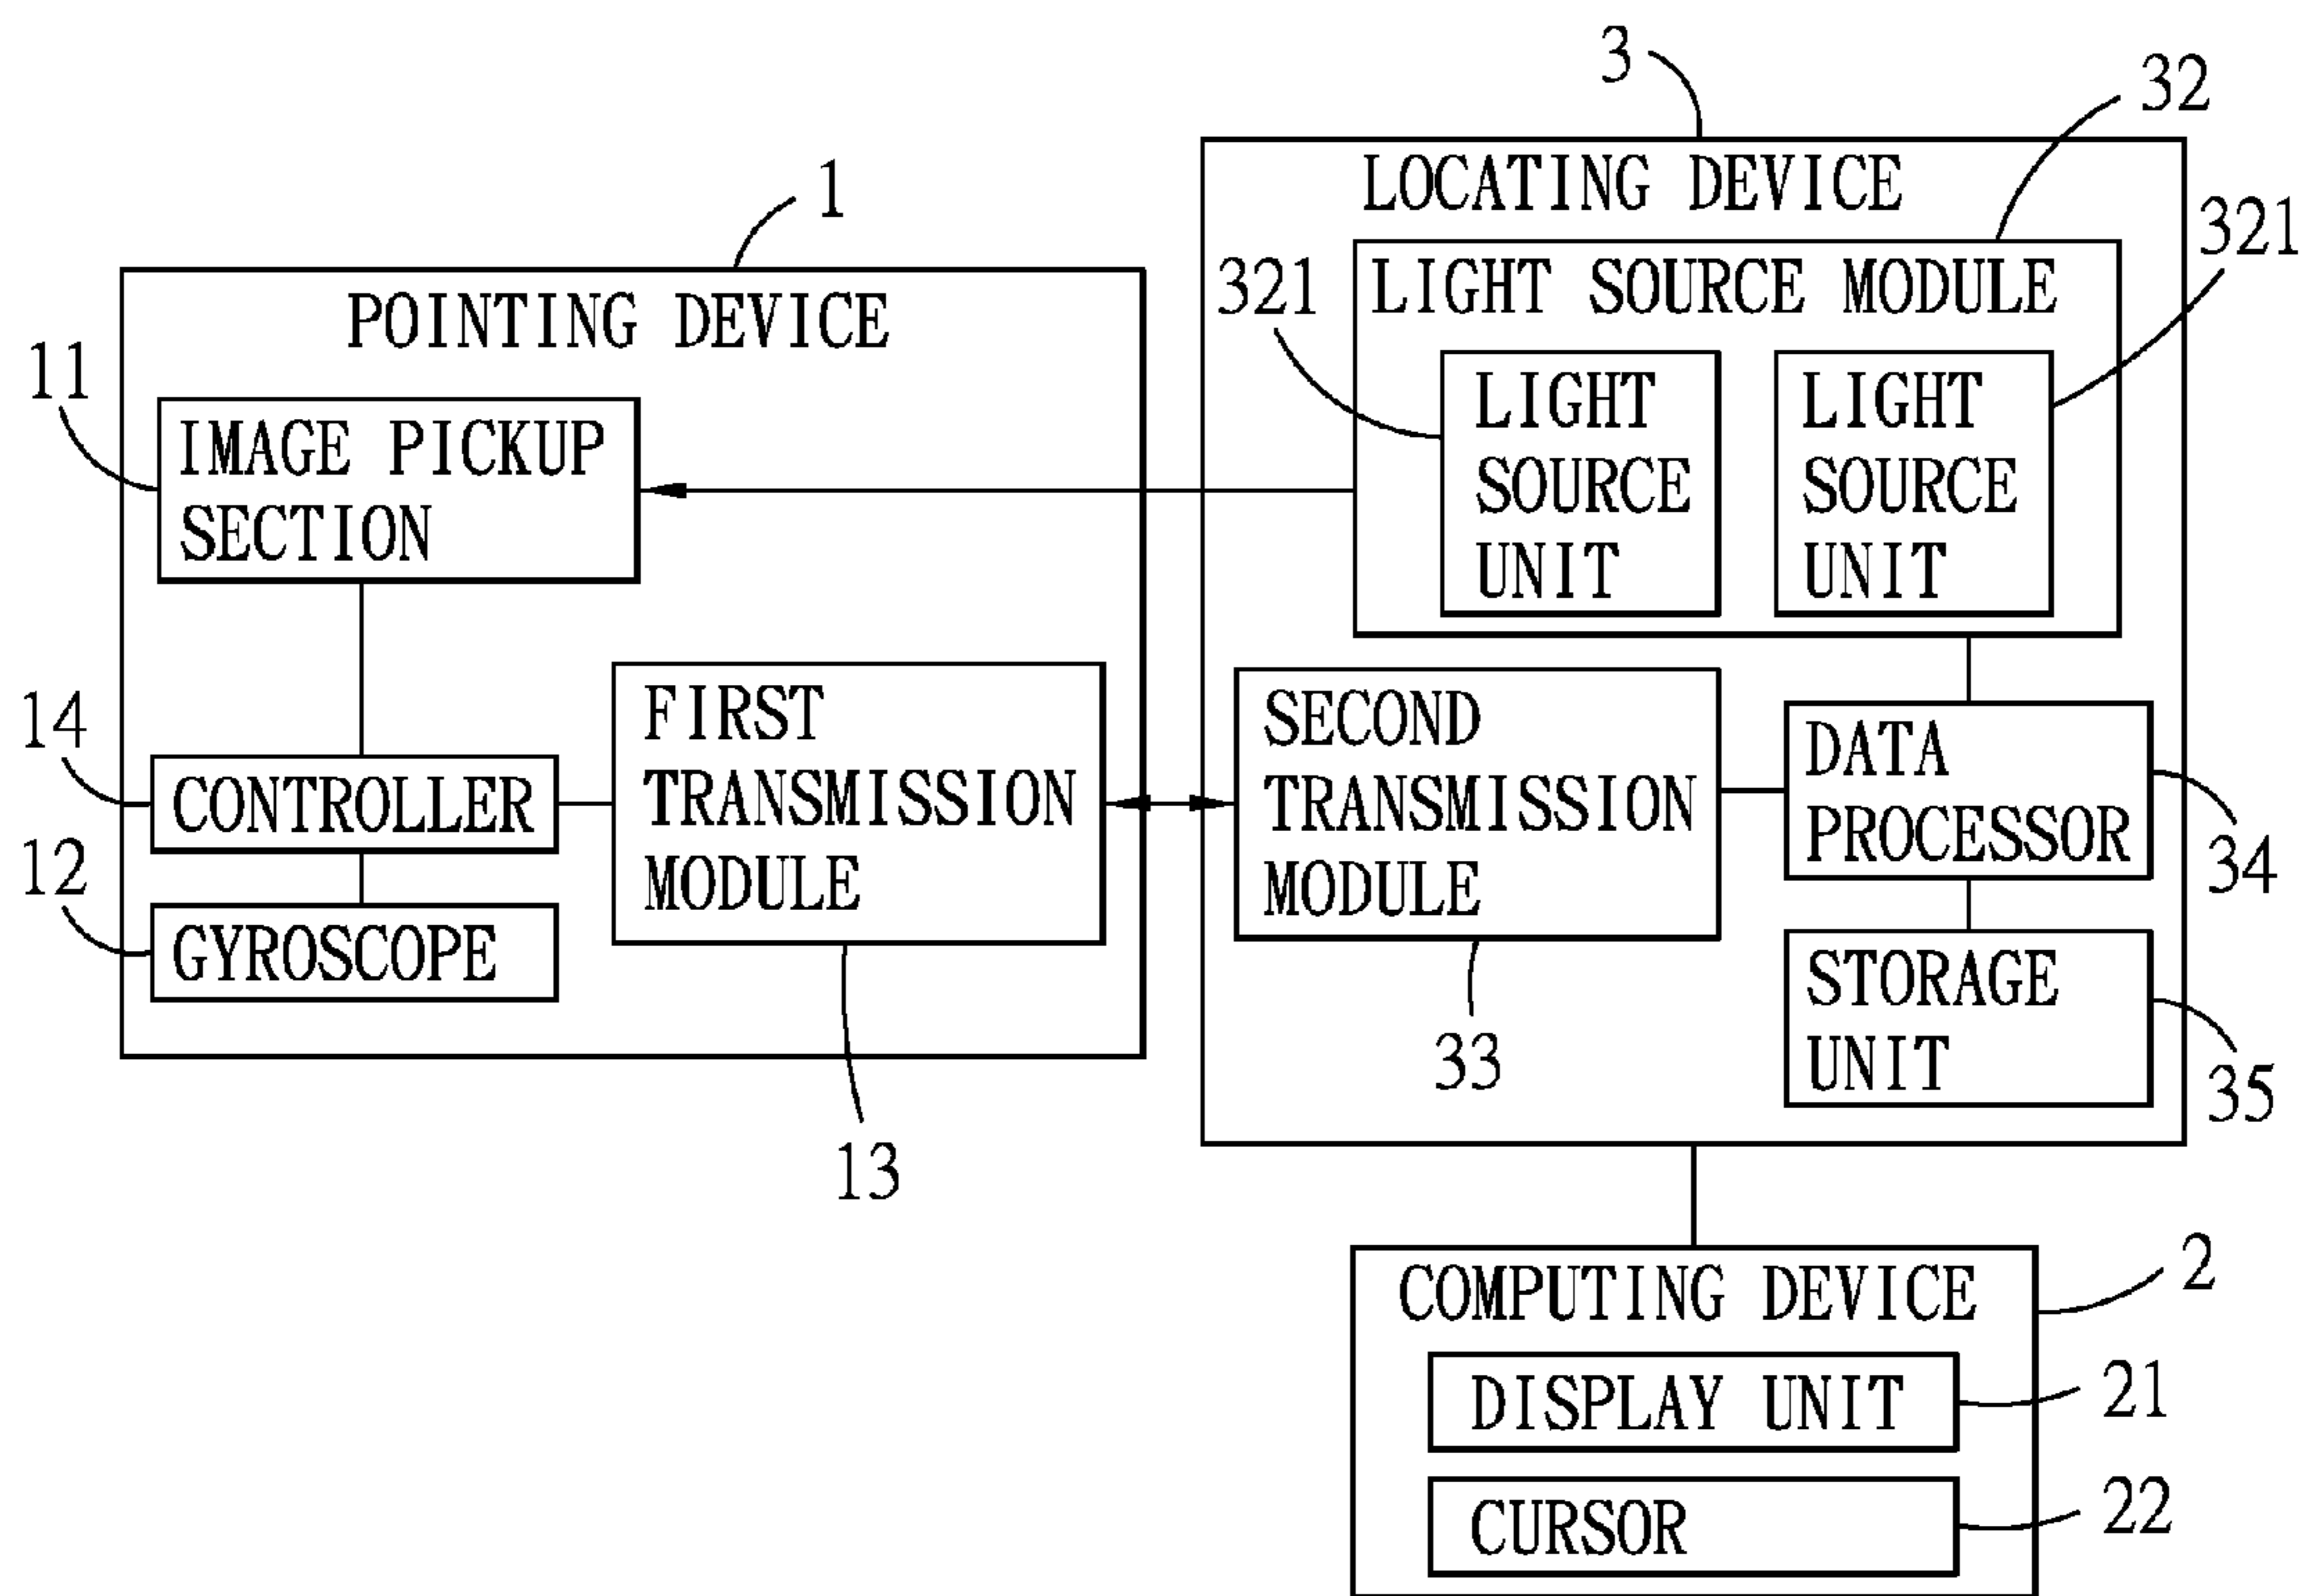 3
32
LOCATING DEVICE
321
1
321
LIGHT SOURCE MODULE
POINTING DEVICE
11
IMAGE PICKUP
SECTION
LIGHT
SOURCE
UNIT
LIGHT
SOURCE
UNIT
14
CONTROLLER
12
GYROSCOPE
FIRST
TRANSMISSION
MODULE
13
SECOND
TRANSMISSION
MODULE
33
DATA
PROCESSOR
34
STORAGE
UNIT
35
COMPUTING DEVICE
2
DISPLAY UNIT
21
CURSOR
22